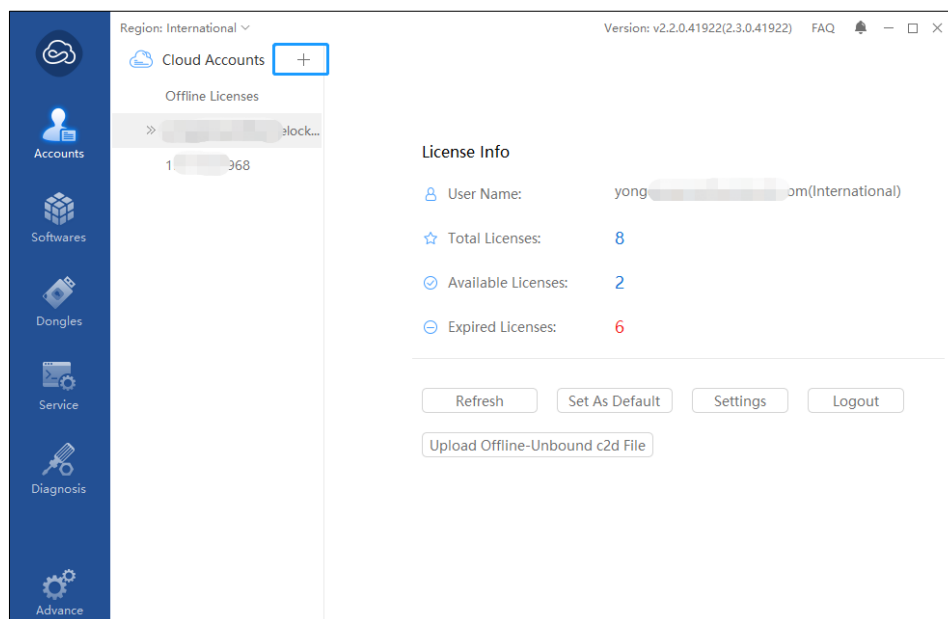 Region: International
Version: v2.2.0.41922(2.3.0.41922) FAQ
Cloud Accounts
Offline Licenses
elock...
1 968
Accounts
Softwares
Dongles
Service
Diagnosis
Advance
License Info
User Name: yong om(International)
Total Licenses: 8
Available Licenses: 2
Expired Licenses: 6
Refresh
Set As Default
Settings
Logout
Upload Offline-Unbound c2d File